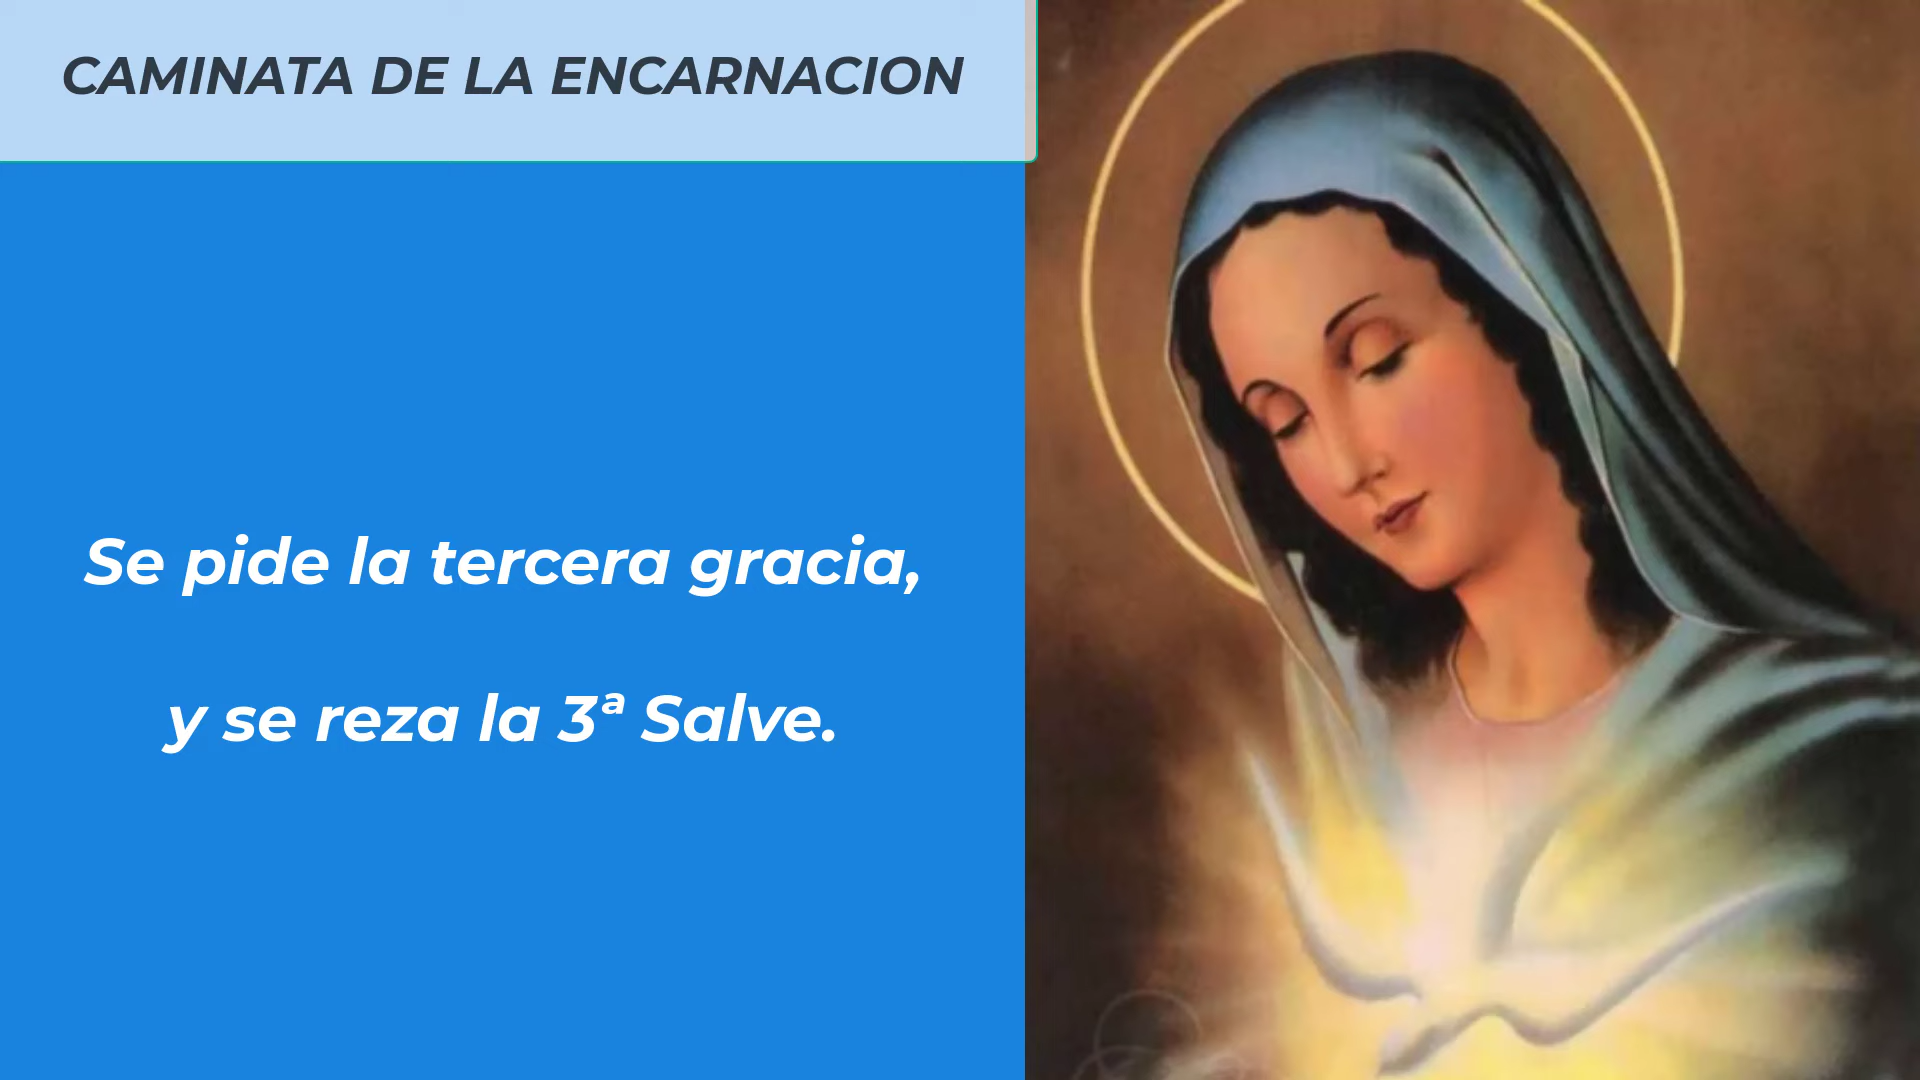 CAMINATA DE LA ENCARNACION
Se pide la tercera gracia,
y se reza la 3ª Salve.